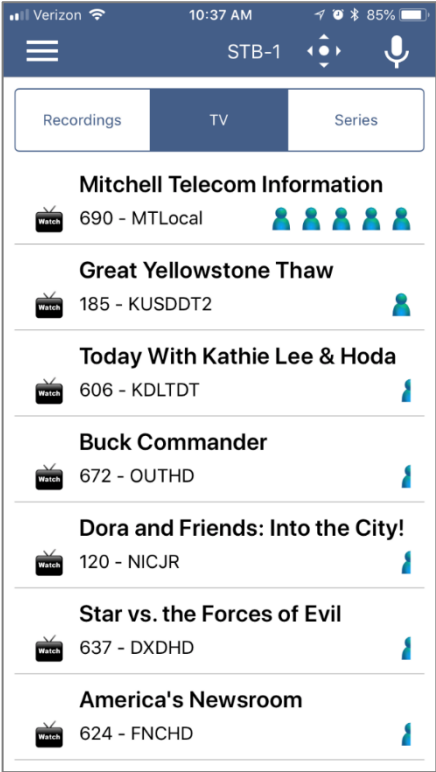 Verizon 10:37 AM 85%
STB-1
Recordings TV Series
Mitchell Telecom Information
Watch 690 - MTLocal
Great Yellowstone Thaw
Watch 185 - KUSDDT2
Today With Kathie Lee & Hoda
Watch 606 - KDLTDT
Buck Commander
Watch 672 - OUTHD
Dora and Friends: Into the City!
Watch 120 - NICJR
Star vs. the Forces of Evil
Watch 637 - DXDHD
America's Newsroom
Watch 624 - FNCHD